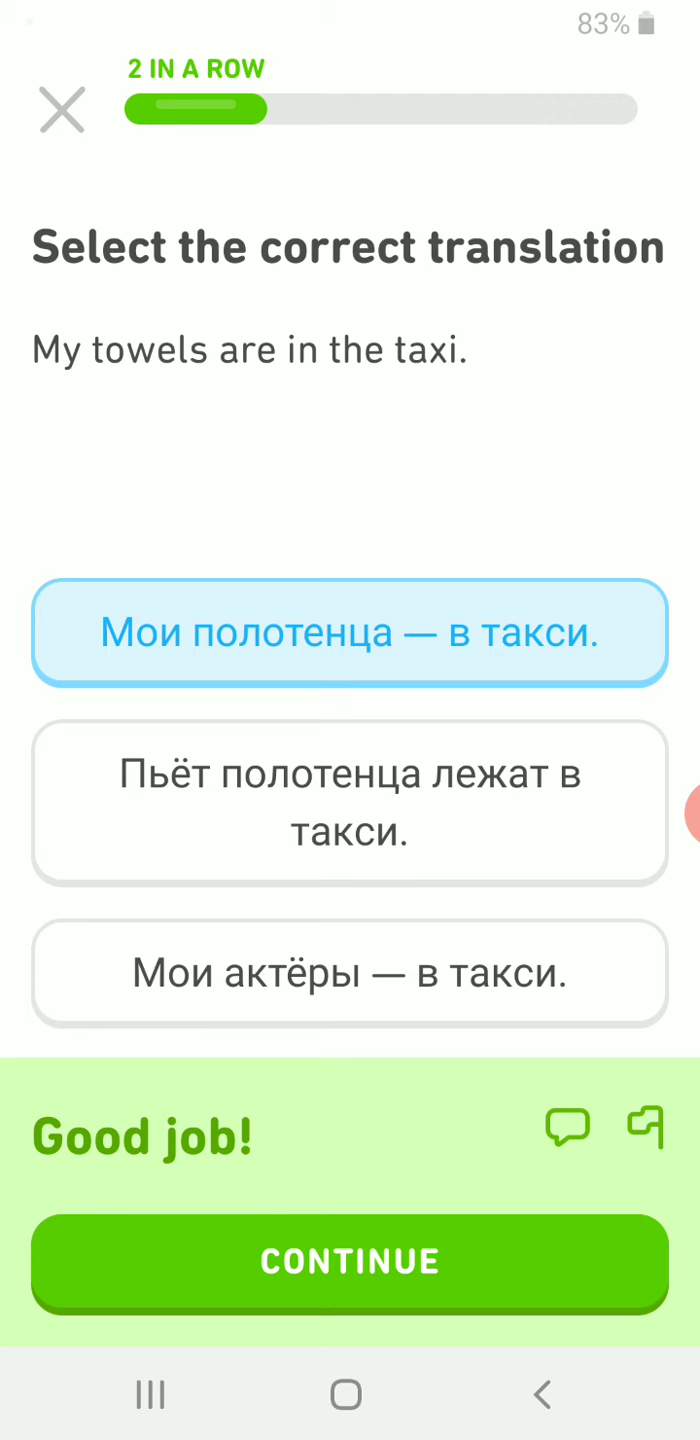 83%
2 IN A ROW
Select the correct translation
My towels are in the taxi.
Мои полотенца — в такси.
Пьёт полотенца лежат в
такси.
Мои актёры — в такси.
Good job!
CONTINUE